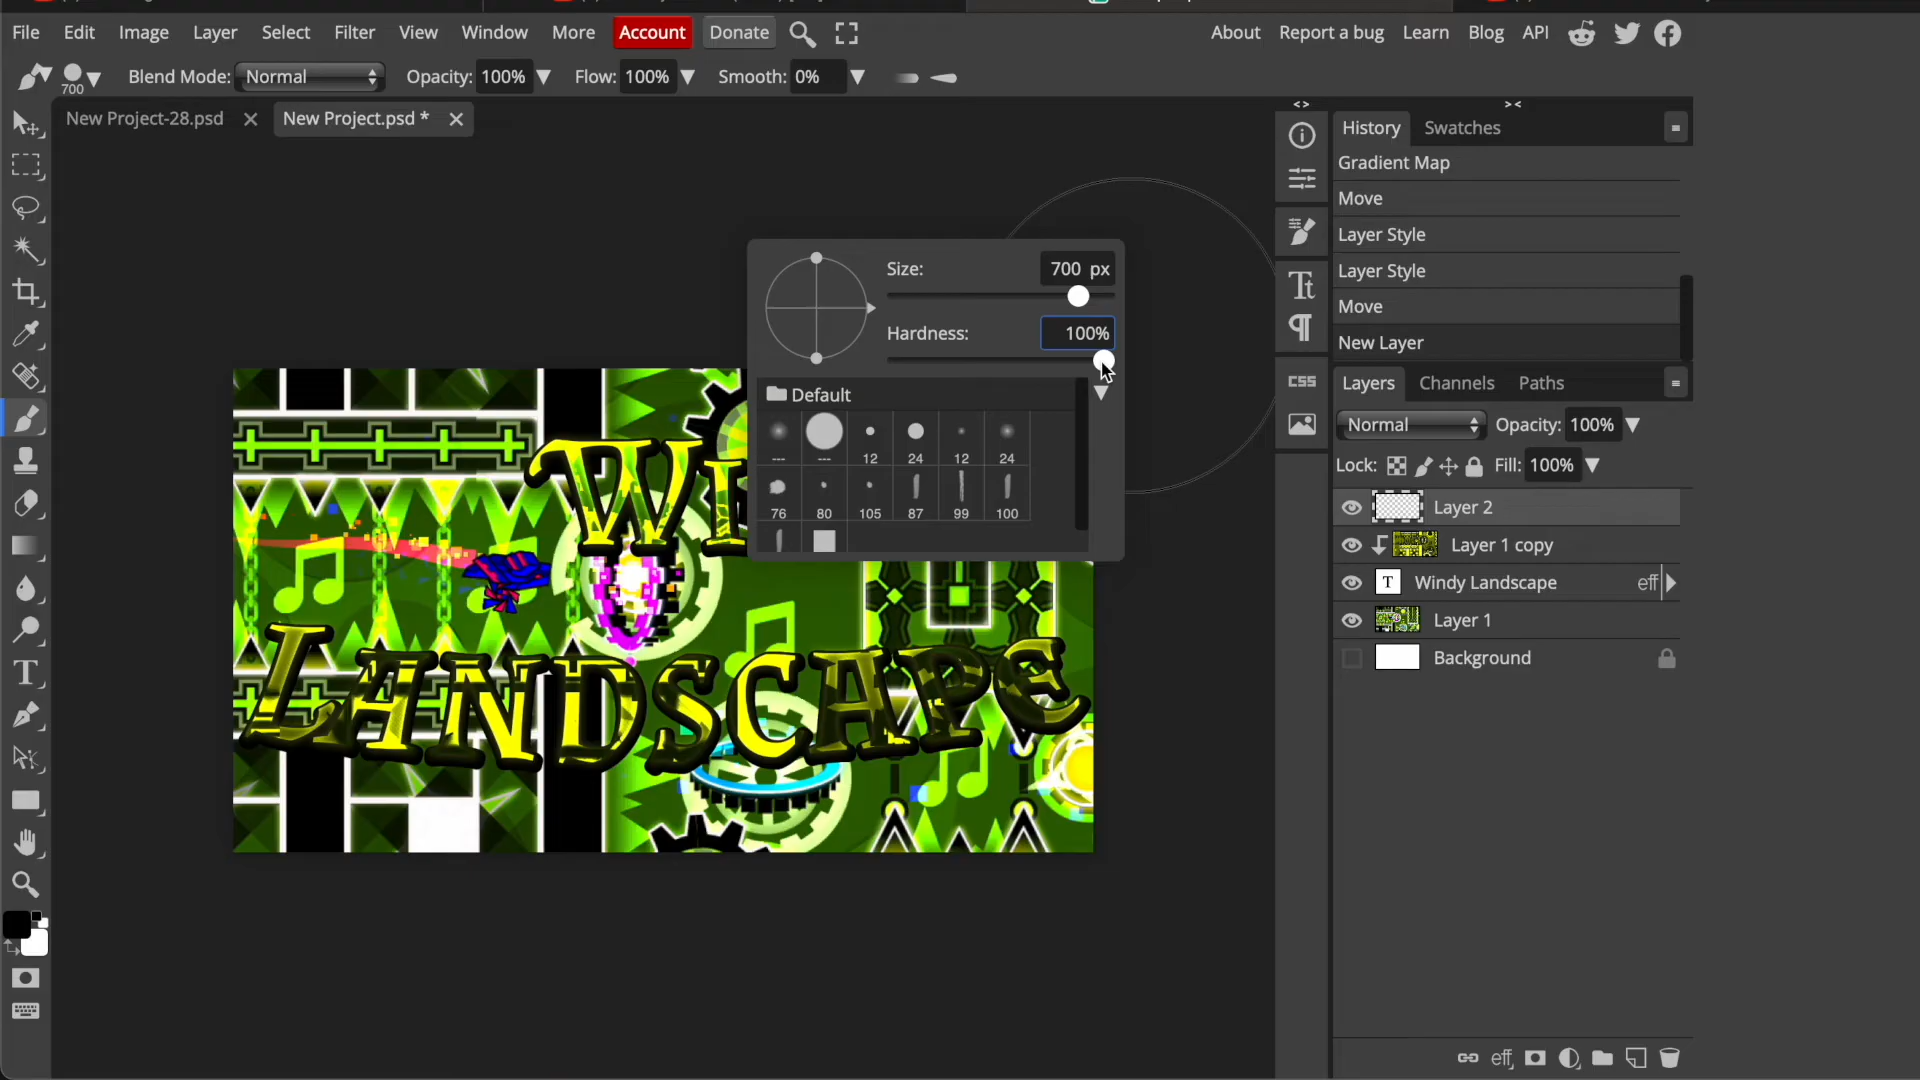 File Edit Image Layer Select Filter View Window More Account Donate About Report a bug Learn Blog API
700 Blend Mode: Normal Opacity: 100% Flow: 100% Smooth: 0%
New Project-28.psd New Project.psd *
History Swatches
Gradient Map
Move
Layer Style
Layer Style
Move
New Layer
Size: 700 px
Hardness: 100%
Default
--- --- 12 24 12 24
76 80 105 87 99 100
Landscape
CSS
Layers Channels Paths
Normal Opacity: 100%
Lock: Fill: 100%
Layer 2
Layer 1 copy
T Windy Landscape eff
Layer 1
Background
eff